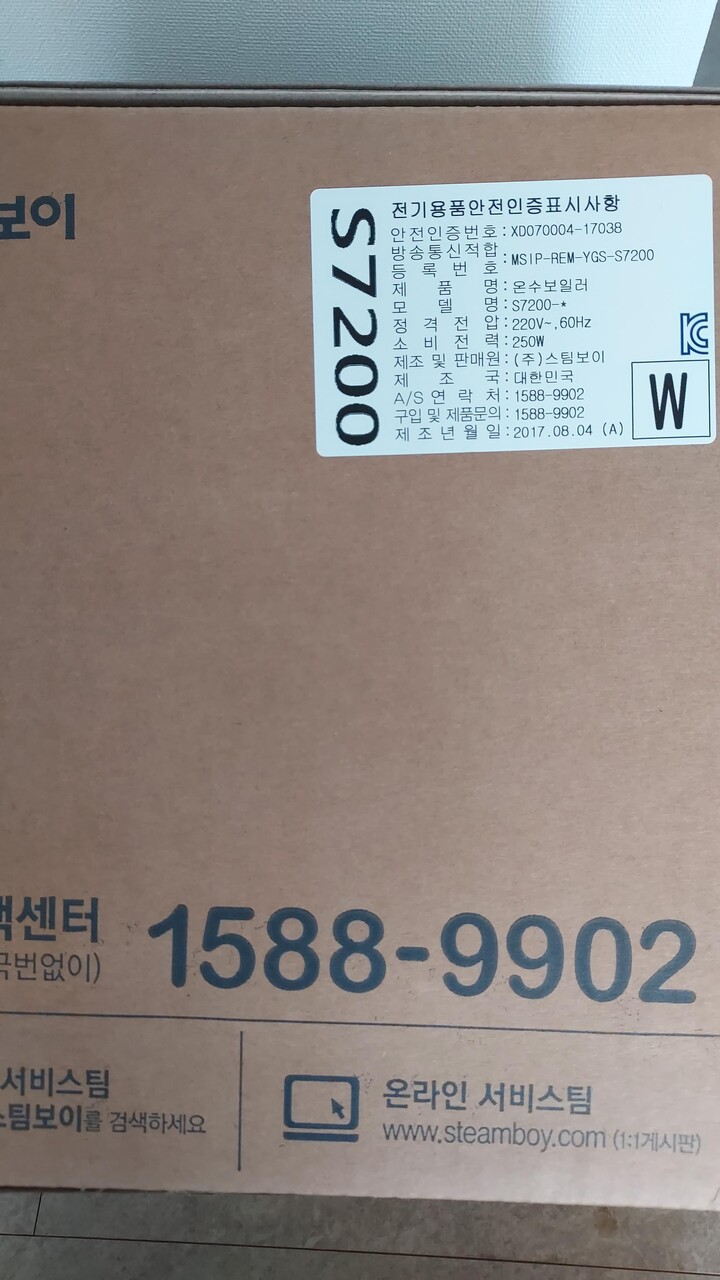 보이
S7200
전기용품안전인증표시사항
안전인증번호 : XD070004-17038
방송통신적합
등록번호 : MSIP-REM-YGS-S7200
제품명 : 온수보일러
모델명 : S7200-*
정격전압 : 220V~,60Hz
소비전력 : 250W
제조 및 판매원 : (주)스팀보이
제조국 : 대한민국
A/S연락처 : 1588-9902
구입 및 제품문의 : 1588-9902
제조년월일 : 2017.08.04 (A)
W
센터
번없이)
1588-9902
서비스팀
팀보이를 검색하세요
온라인 서비스팀
www.steamboy.com (1:1게시판)